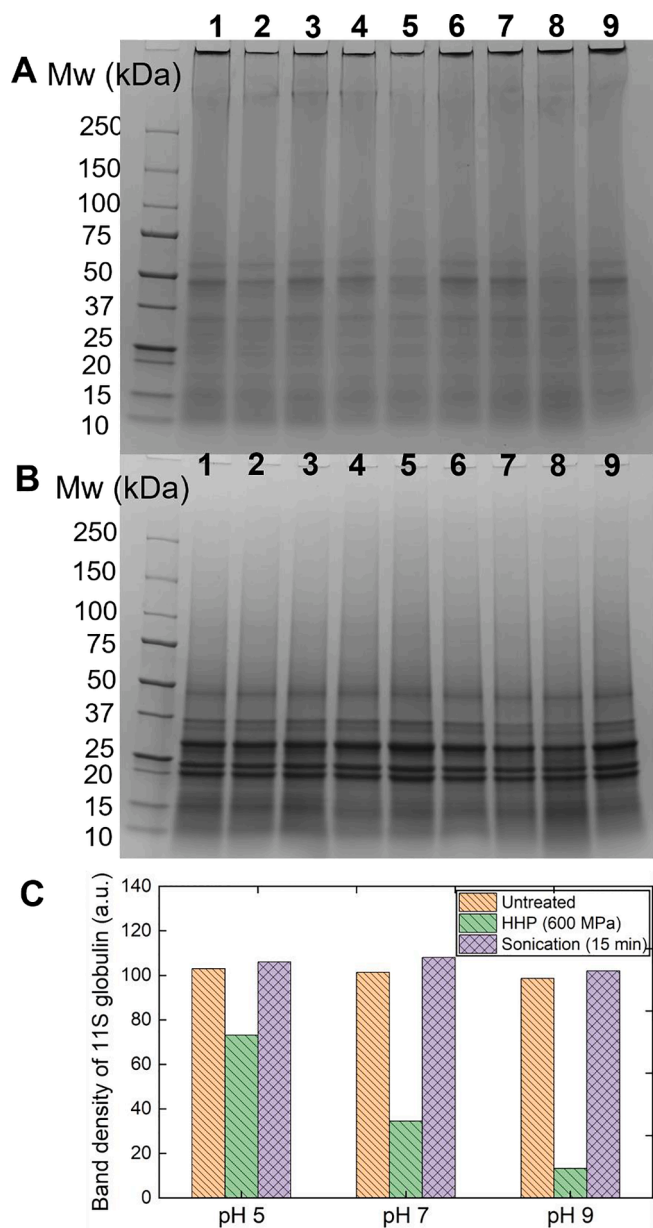 1 2 3 4 5 6 7 8 9
A Mw (kDa)
250
150
100
75
50
37
25
20
15
10
1 2 3 4 5 6 7 8 9
B Mw (kDa)
250
150
100
75
50
37
25
20
15
10
C
Band density of 11S globulin (a.u.)
140
120
100
80
60
40
20
0
Untreated
HHP (600 MPa)
Sonication (15 min)
pH 5 pH 7 pH 9